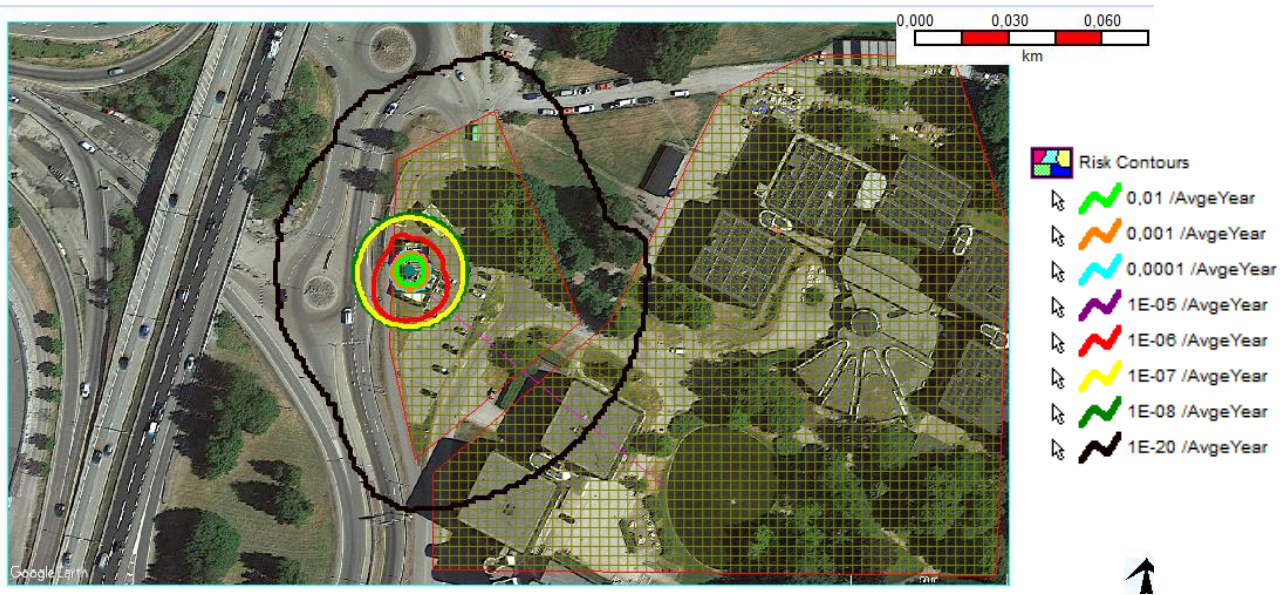 0,000 0,030 0,060
km
Risk Contours
0,01 /AvgeYear
0,001 /AvgeYear
0,0001 /AvgeYear
1E-05 /AvgeYear
1E-06 /AvgeYear
1E-07 /AvgeYear
1E-08 /AvgeYear
1E-20 /AvgeYear
Google Earth
50 m